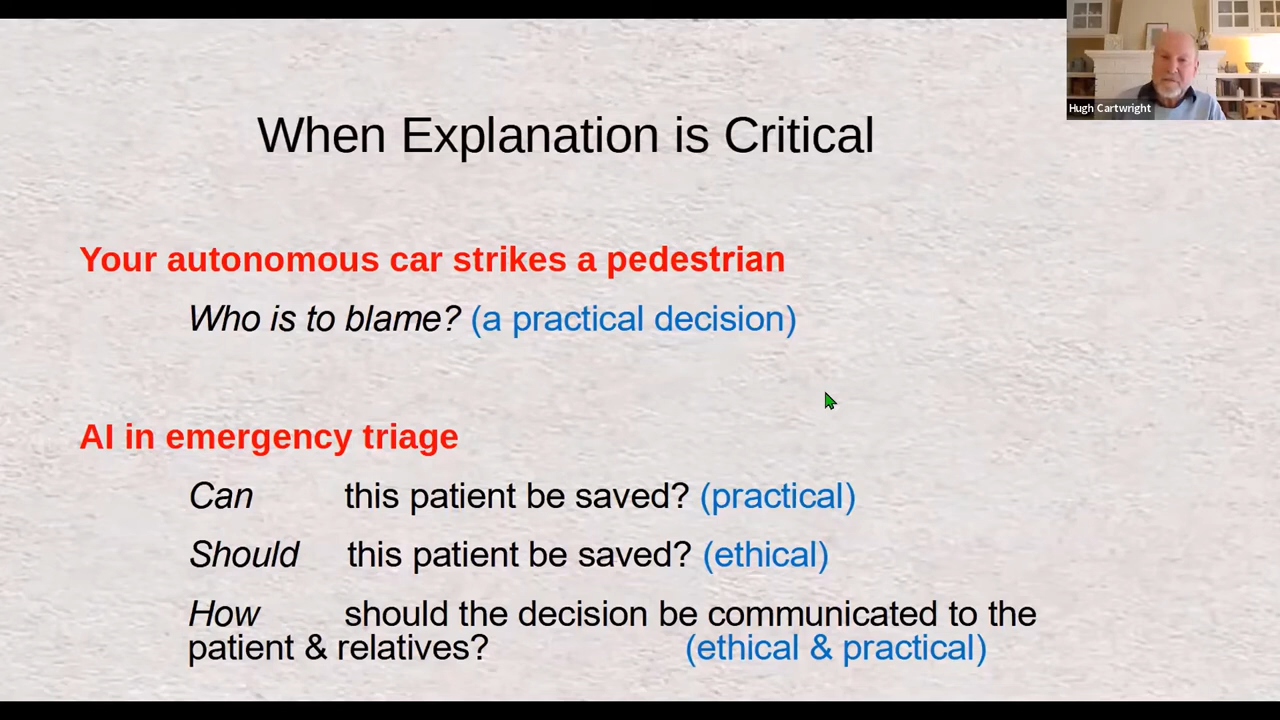 Hugh Cartwright
When Explanation is Critical
Your autonomous car strikes a pedestrian
Who is to blame? (a practical decision)
AI in emergency triage
Can this patient be saved? (practical)
Should this patient be saved? (ethical)
How should the decision be communicated to the
patient & relatives? (ethical & practical)